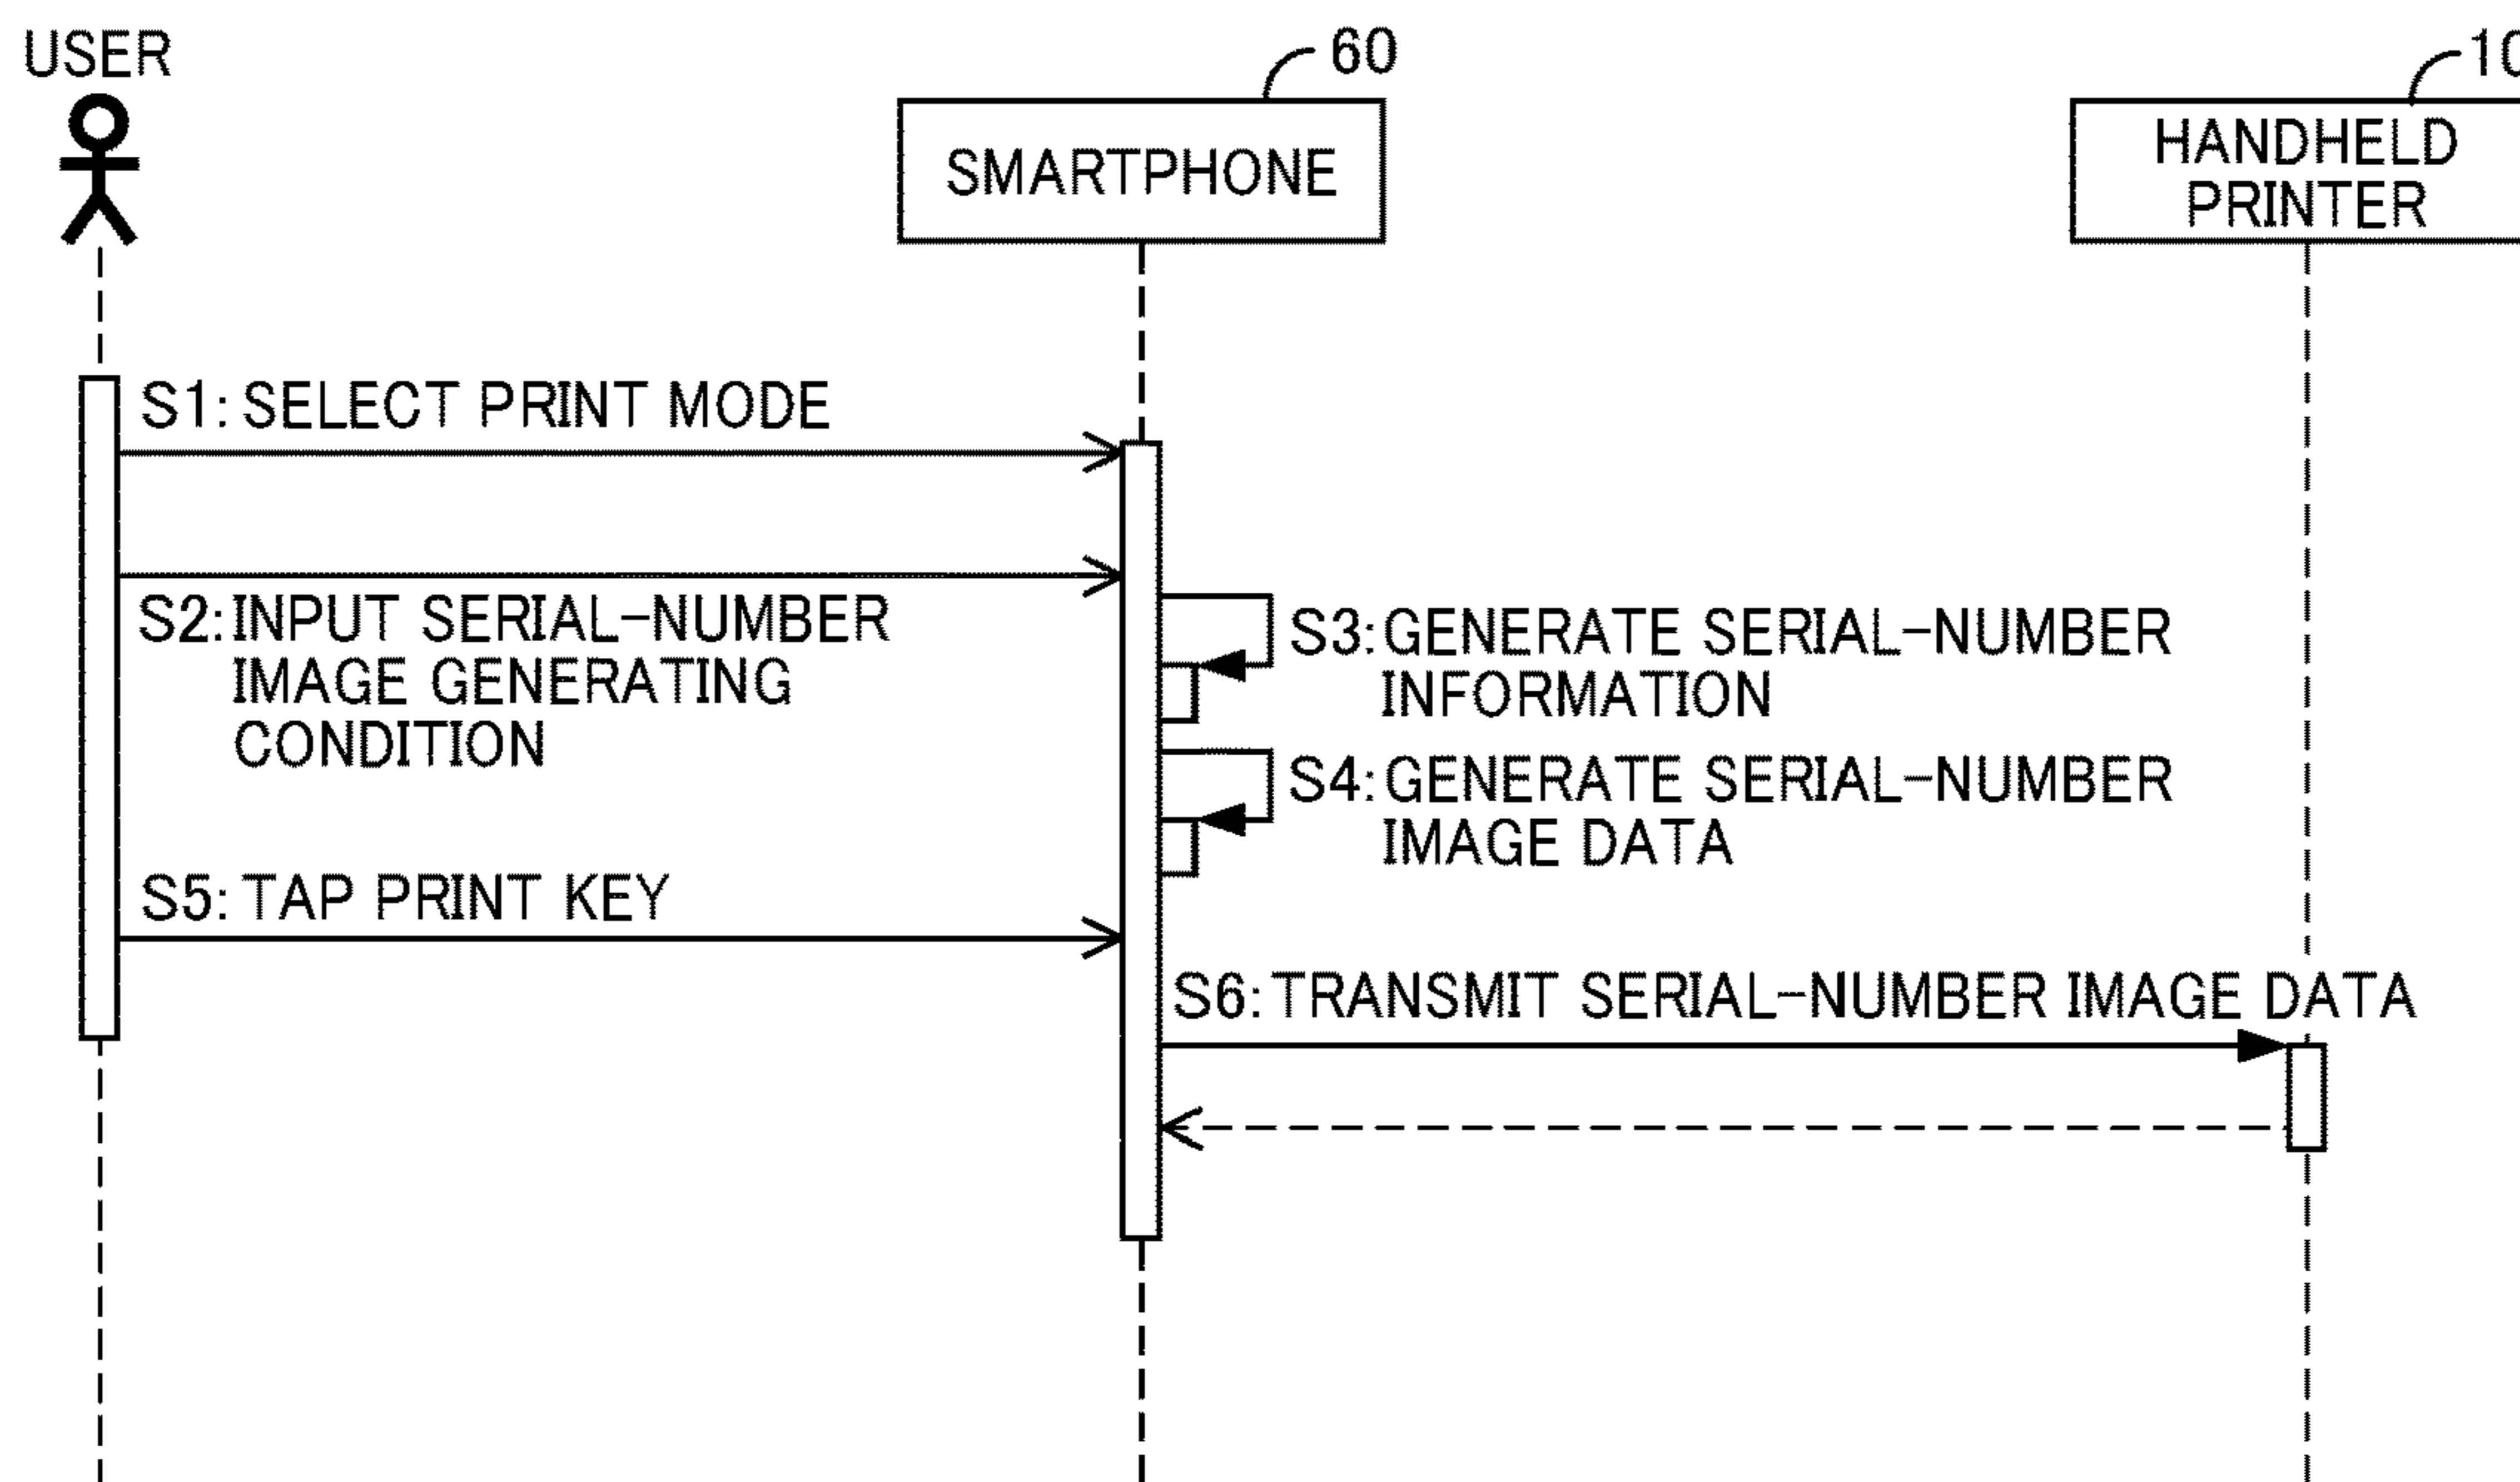 USER
60
10
SMARTPHONE
HANDHELD
PRINTER
S1: SELECT PRINT MODE
S2: INPUT SERIAL-NUMBER
IMAGE GENERATING
CONDITION
S3: GENERATE SERIAL-NUMBER
INFORMATION
S4: GENERATE SERIAL-NUMBER
IMAGE DATA
S5: TAP PRINT KEY
S6: TRANSMIT SERIAL-NUMBER IMAGE DATA